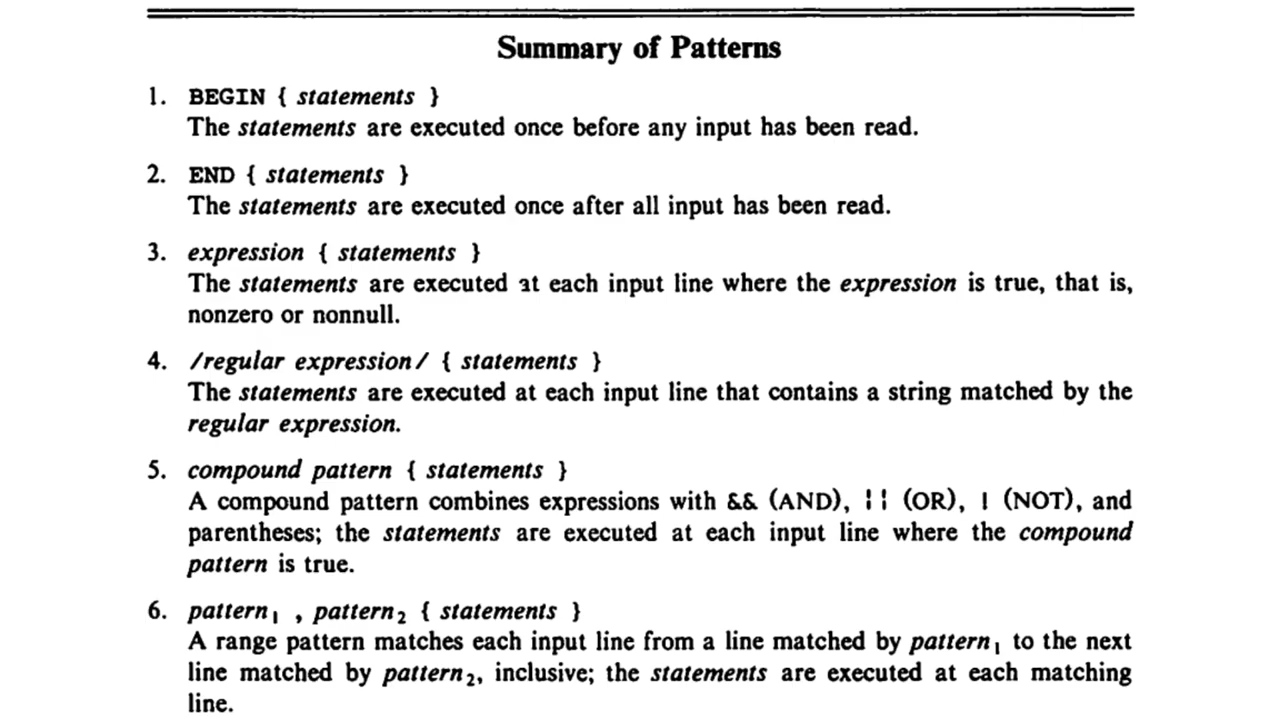 Summary of Patterns
1. BEGIN { statements }
The statements are executed once before any input has been read.
2. END { statements }
The statements are executed once after all input has been read.
3. expression { statements }
The statements are executed at each input line where the expression is true, that is,
nonzero or nonnull.
4. /regular expression/ { statements }
The statements are executed at each input line that contains a string matched by the
regular expression.
5. compound pattern { statements }
A compound pattern combines expressions with && (AND), ¦¦ (OR), | (NOT), and
parentheses; the statements are executed at each input line where the compound
pattern is true.
6. pattern₁ , pattern₂ { statements }
A range pattern matches each input line from a line matched by pattern₁ to the next
line matched by pattern₂, inclusive; the statements are executed at each matching
line.